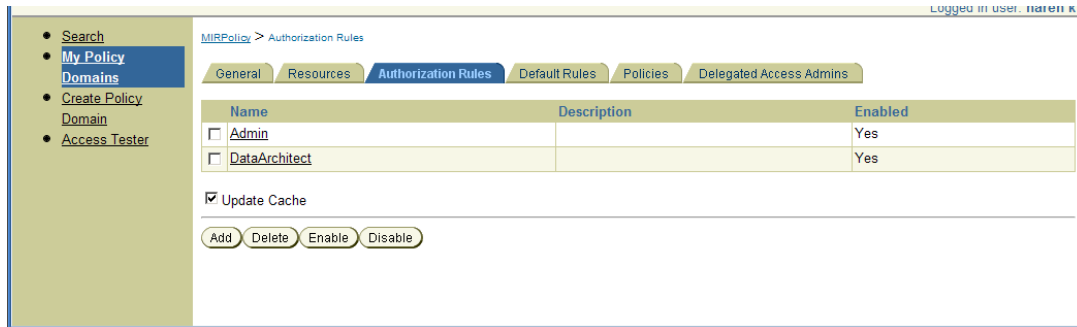 Logged in user: naren k
Search
My Policy
Domains
Create Policy
Domain
Access Tester
MIRPolicy > Authorization Rules
General Resources Authorization Rules Default Rules Policies Delegated Access Admins
Name Description Enabled
Admin Yes
DataArchitect Yes
Update Cache
Add Delete Enable Disable